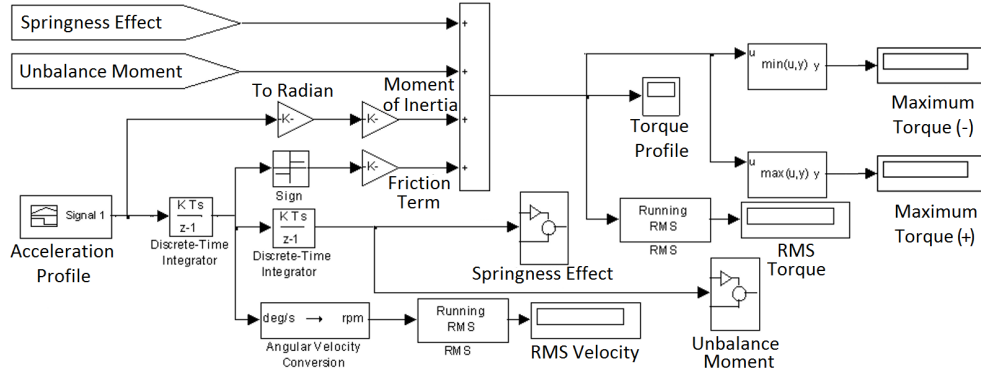 Springness Effect
+
Unbalance Moment
+
To Radian
Moment
of Inertia
-K-
-K-
+
-K-
+
Sign
Friction
Term
Signal 1
Acceleration
Profile
K Ts
z-1
Discrete-Time
Integrator
K Ts
z-1
Discrete-Time
Integrator
deg/s
rpm
Angular Velocity
Conversion
Running
RMS
RMS
RMS Velocity
Springness Effect
Torque
Profile
u
min(u,y)
y
Maximum
Torque (-)
u
max(u,y)
y
Maximum
Torque (+)
Running
RMS
RMS
RMS
Torque
Unbalance
Moment